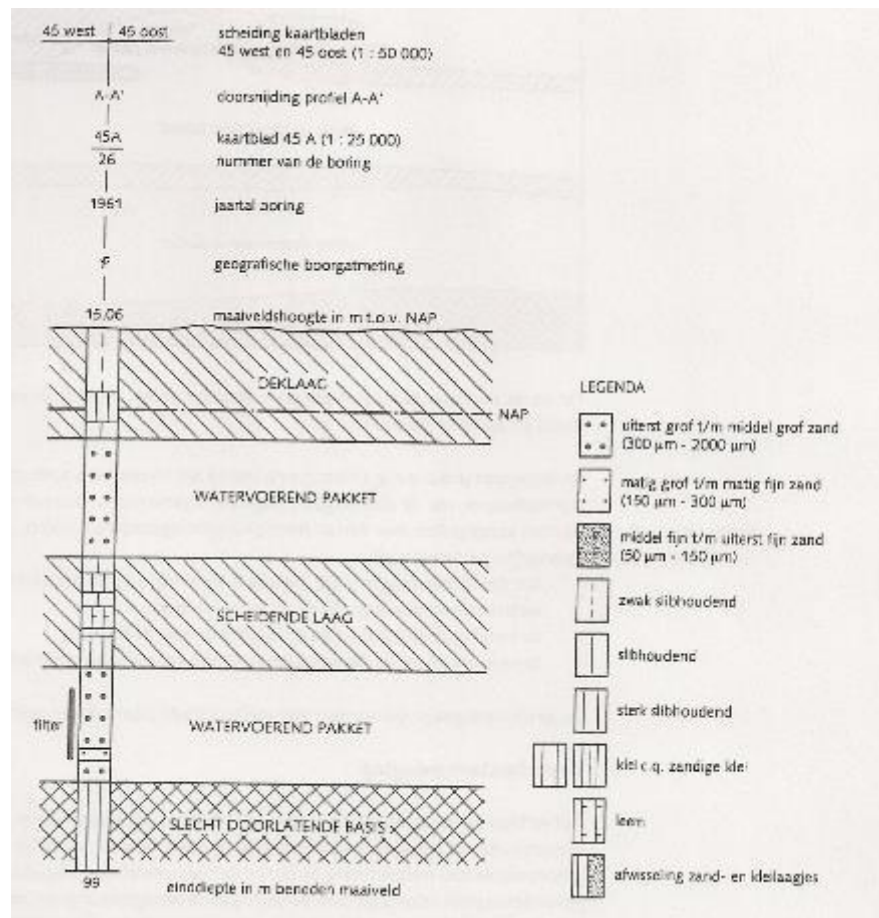 45 west 45 oost scheiding kaartbladen
45 west en 45 oost (1 : 50 000)
A-A' doorsnijding profiel A-A'
45A kaartblad 45 A (1 : 25 000)
26 nummer van de boring
1961 jaartal boring
geografische boorgatmeting
15.06 maaiveldshoogte in m t.o.v. NAP
DEKLAAG
NAP
WATERVOEREND PAKKET
SCHEIDENDE LAAG
filter
WATERVOEREND PAKKET
SLECHT DOORLATENDE BASIS
99 einddiepte in m beneden maaiveld
LEGENDA
uiterst grof t/m middel grof zand
(300 µm - 2000 µm)
matig grof t/m matig fijn zand
(150 µm - 300 µm)
middel fijn t/m uiterst fijn zand
(50 µm - 150 µm)
zwak slibhoudend
slibhoudend
sterk slibhoudend
klei c.q. zandige klei
leem
afwisseling zand- en kleilaagjes